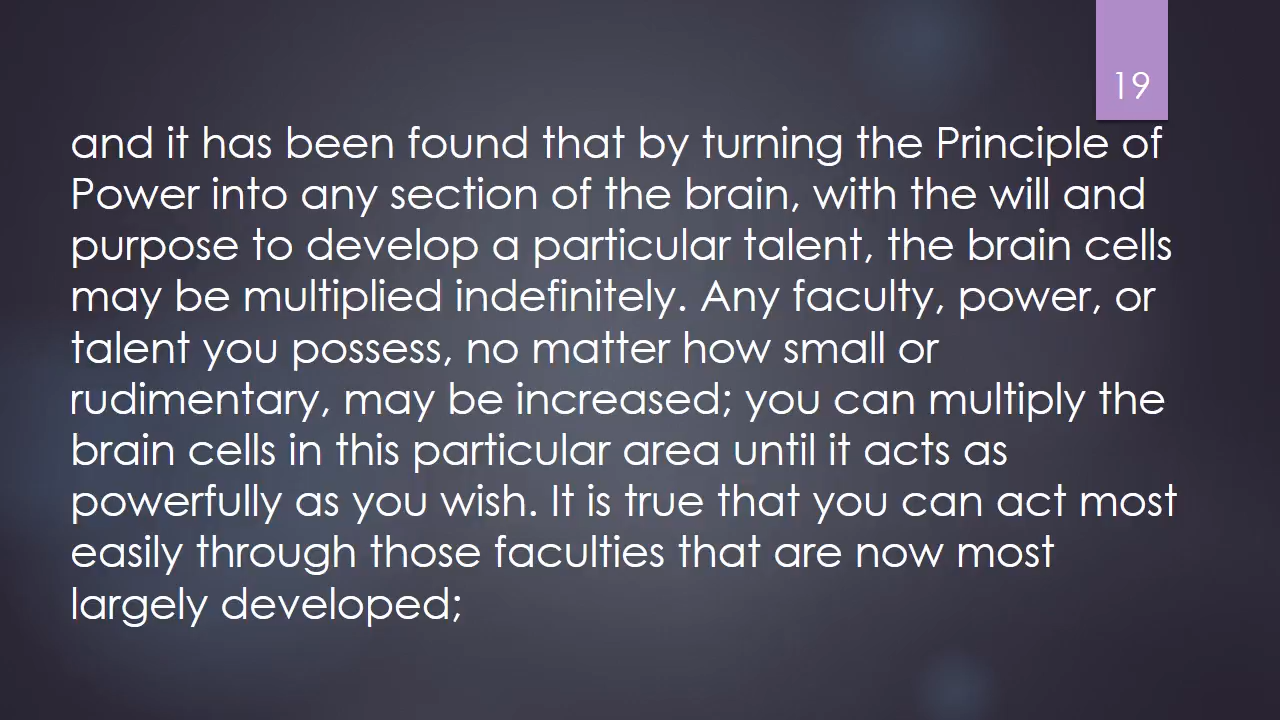 19
and it has been found that by turning the Principle of
Power into any section of the brain, with the will and
purpose to develop a particular talent, the brain cells
may be multiplied indefinitely. Any faculty, power, or
talent you possess, no matter how small or
rudimentary, may be increased; you can multiply the
brain cells in this particular area until it acts as
powerfully as you wish. It is true that you can act most
easily through those faculties that are now most
largely developed;